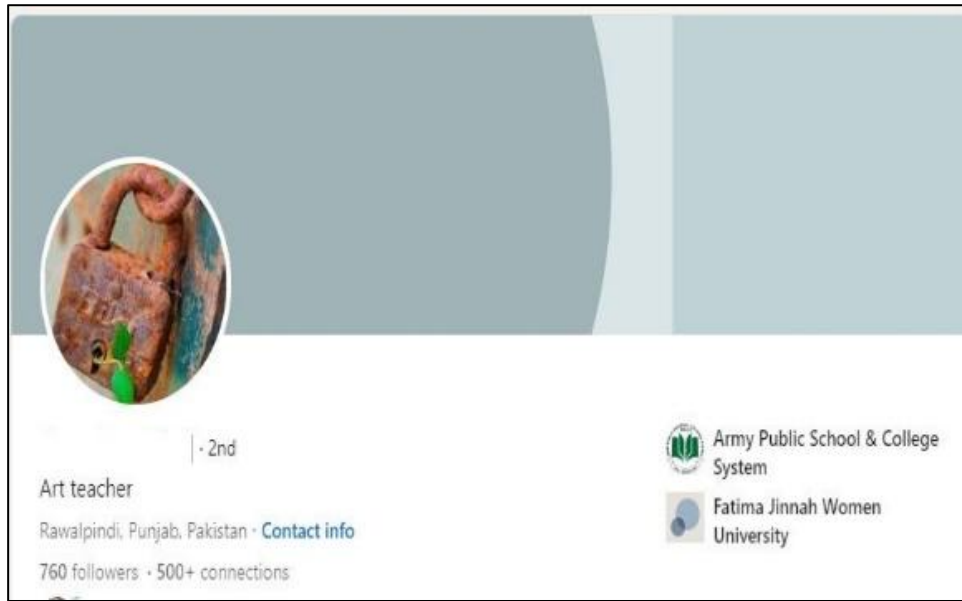 · 2nd
Art teacher
Rawalpindi, Punjab, Pakistan · Contact info
760 followers · 500+ connections
Army Public School & College
System
Fatima Jinnah Women
University